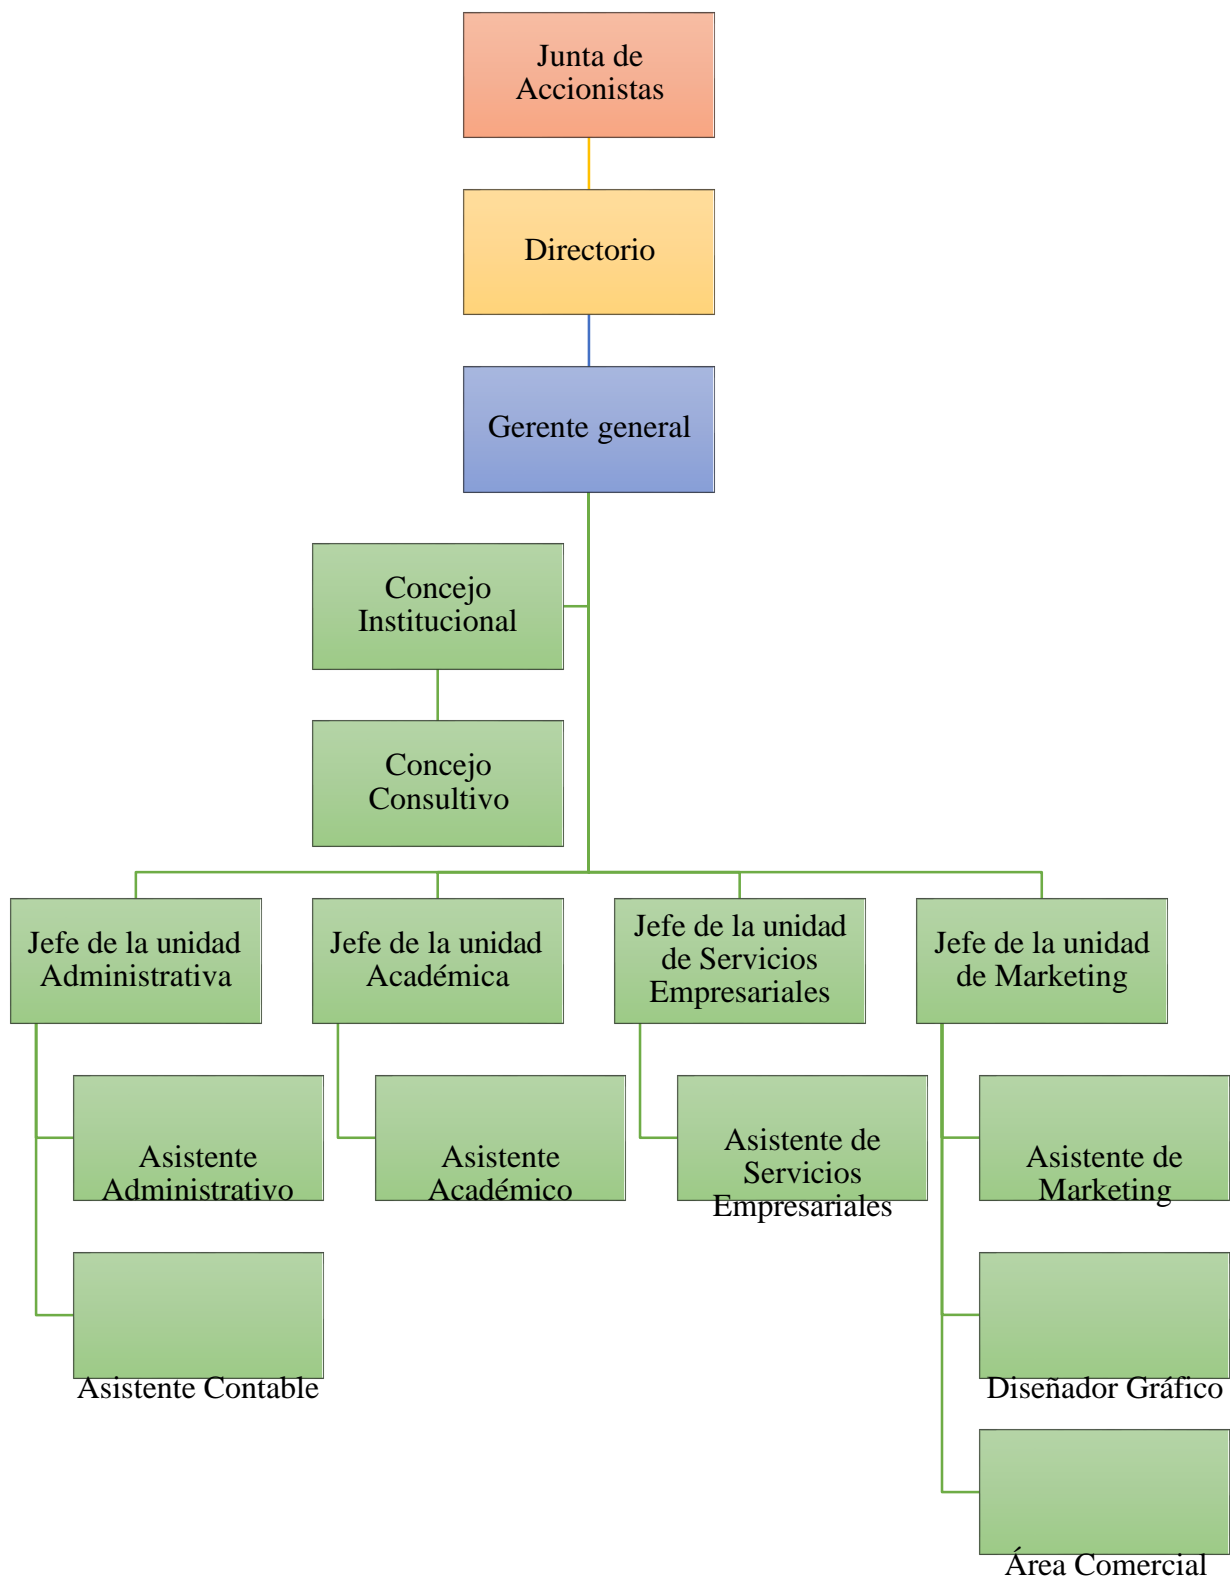 Junta de
Accionistas
Directorio
Gerente general
Concejo
Institucional
Concejo
Consultivo
Jefe de la unidad
Administrativa
Jefe de la unidad
Académica
Jefe de la unidad
de Servicios
Empresariales
Jefe de la unidad
de Marketing
Asistente
Administrativo
Asistente
Académico
Asistente de
Servicios
Empresariales
Asistente de
Marketing
Asistente Contable
Diseñador Gráfico
Área Comercial